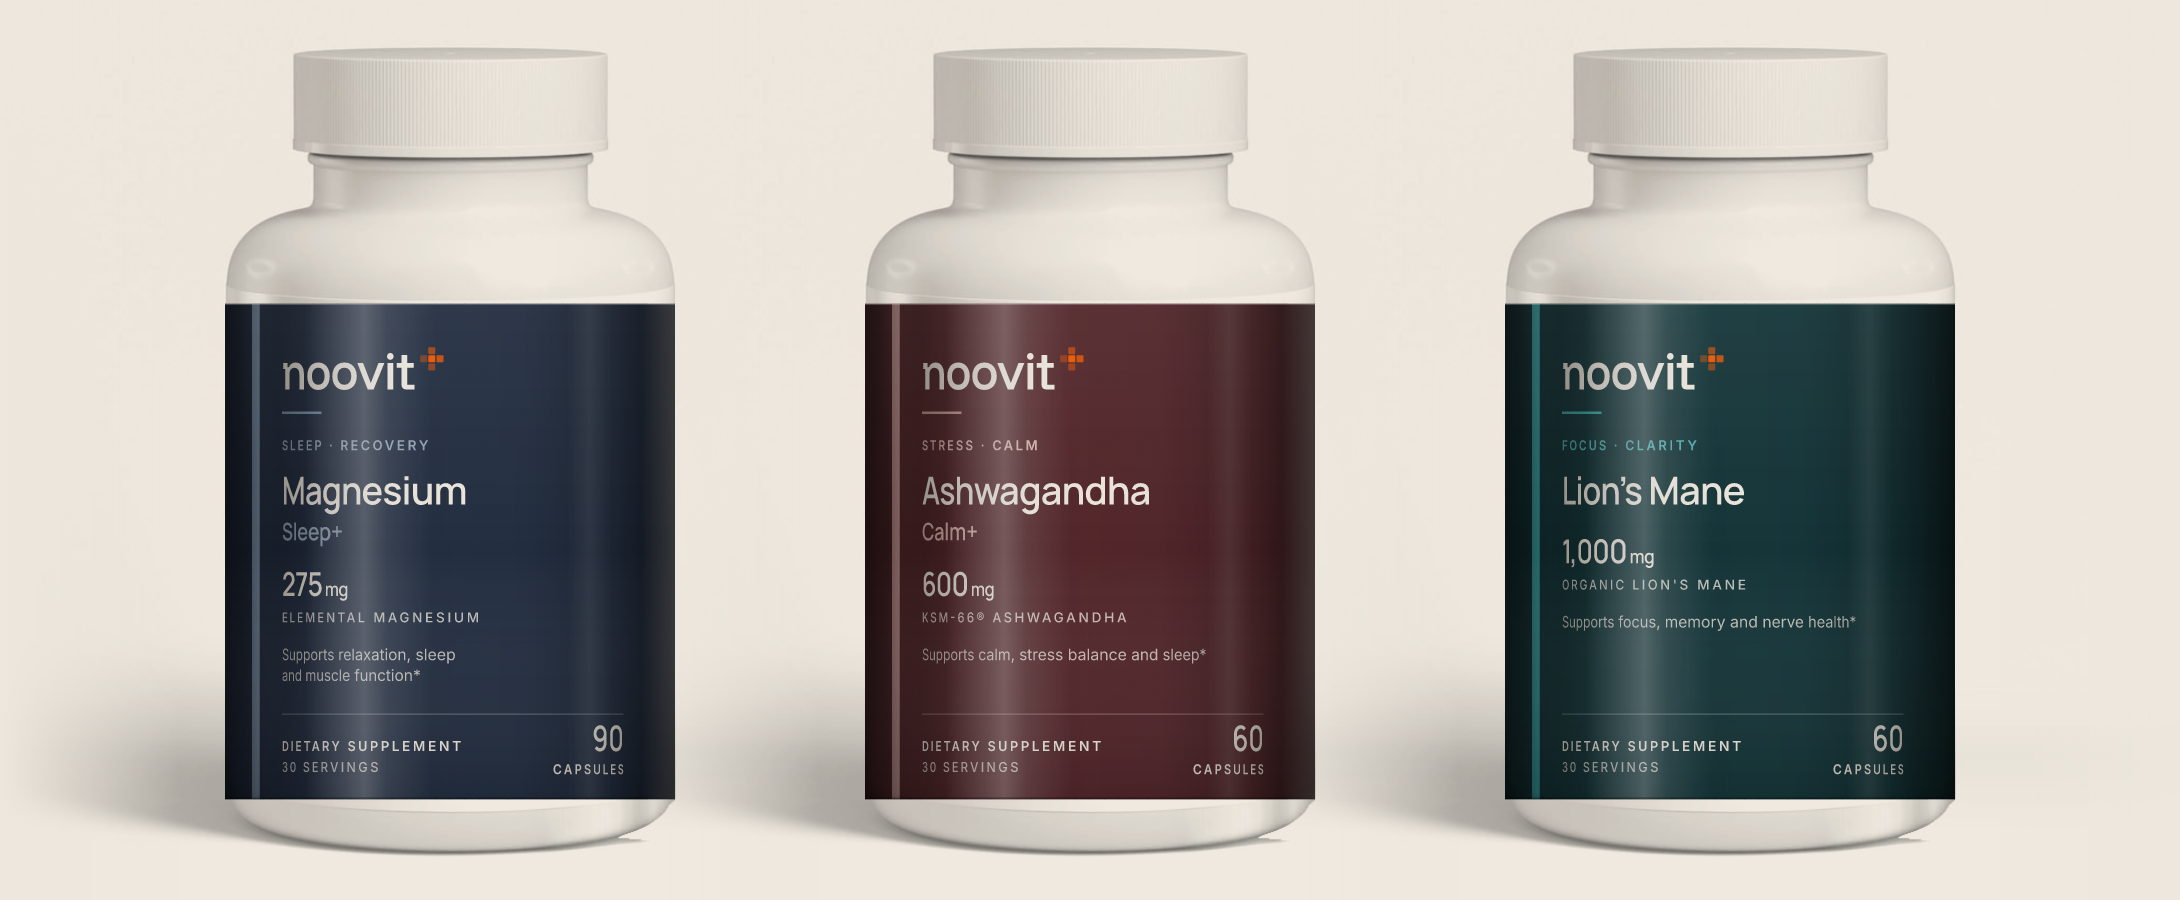 noovit
SLEEP · RECOVERY
Magnesium
Sleep+
275 mg
ELEMENTAL MAGNESIUM
Supports relaxation, sleep
and muscle function*
DIETARY SUPPLEMENT
30 SERVINGS
90
CAPSULES
noovit
STRESS · CALM
Ashwagandha
Calm+
600 mg
KSM-66® ASHWAGANDHA
Supports calm, stress balance and sleep*
DIETARY SUPPLEMENT
30 SERVINGS
60
CAPSULES
noovit
FOCUS · CLARITY
Lion’s Mane
1,000 mg
ORGANIC LION'S MANE
Supports focus, memory and nerve health*
DIETARY SUPPLEMENT
30 SERVINGS
60
CAPSULES